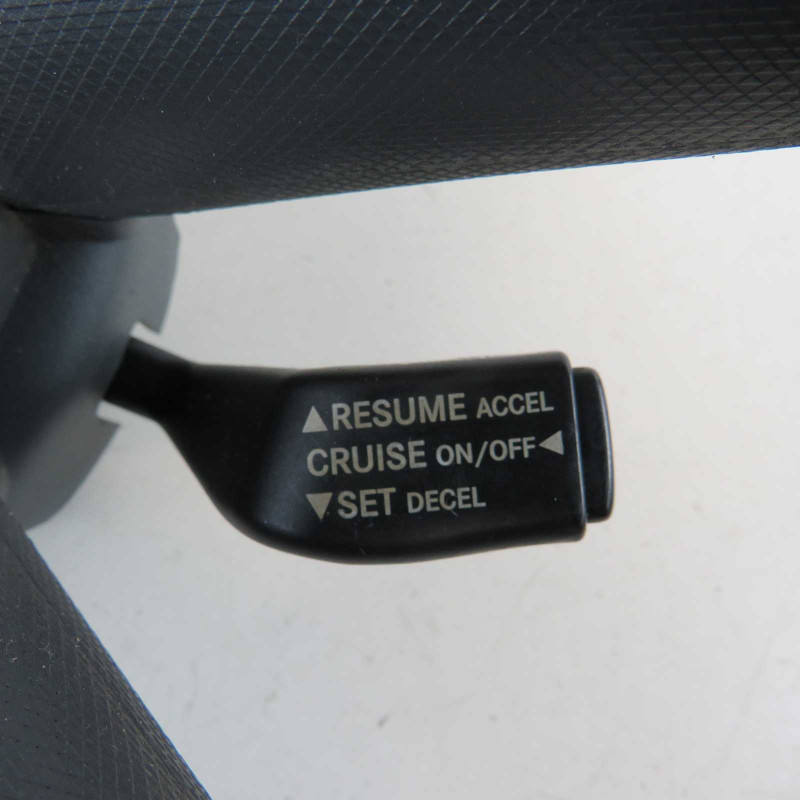 ▲RESUME ACCEL
CRUISE ON/OFF◀
▼SET DECEL